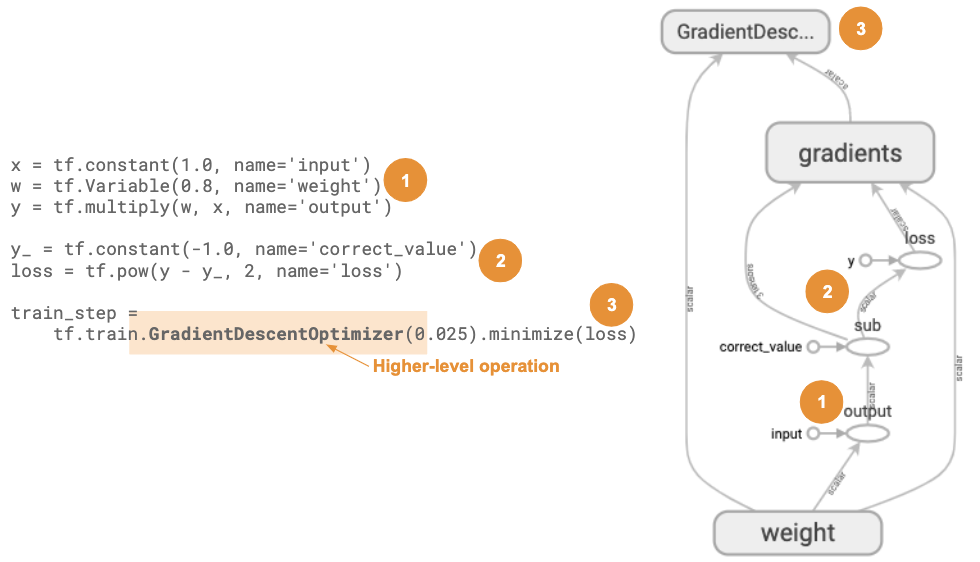 x = tf.constant(1.0, name='input')
w = tf.Variable(0.8, name='weight')
y = tf.multiply(w, x, name='output')
1
y_ = tf.constant(-1.0, name='correct_value')
loss = tf.pow(y - y_, 2, name='loss')
2
train_step =
tf.train.GradientDescentOptimizer(0.025).minimize(loss)
3
Higher-level operation
GradientDesc...
3
scalar
gradients
scalar
loss
y
3 tensors
2
scalar
scalar
sub
correct_value
scalar
scalar
1
output
input
scalar
weight